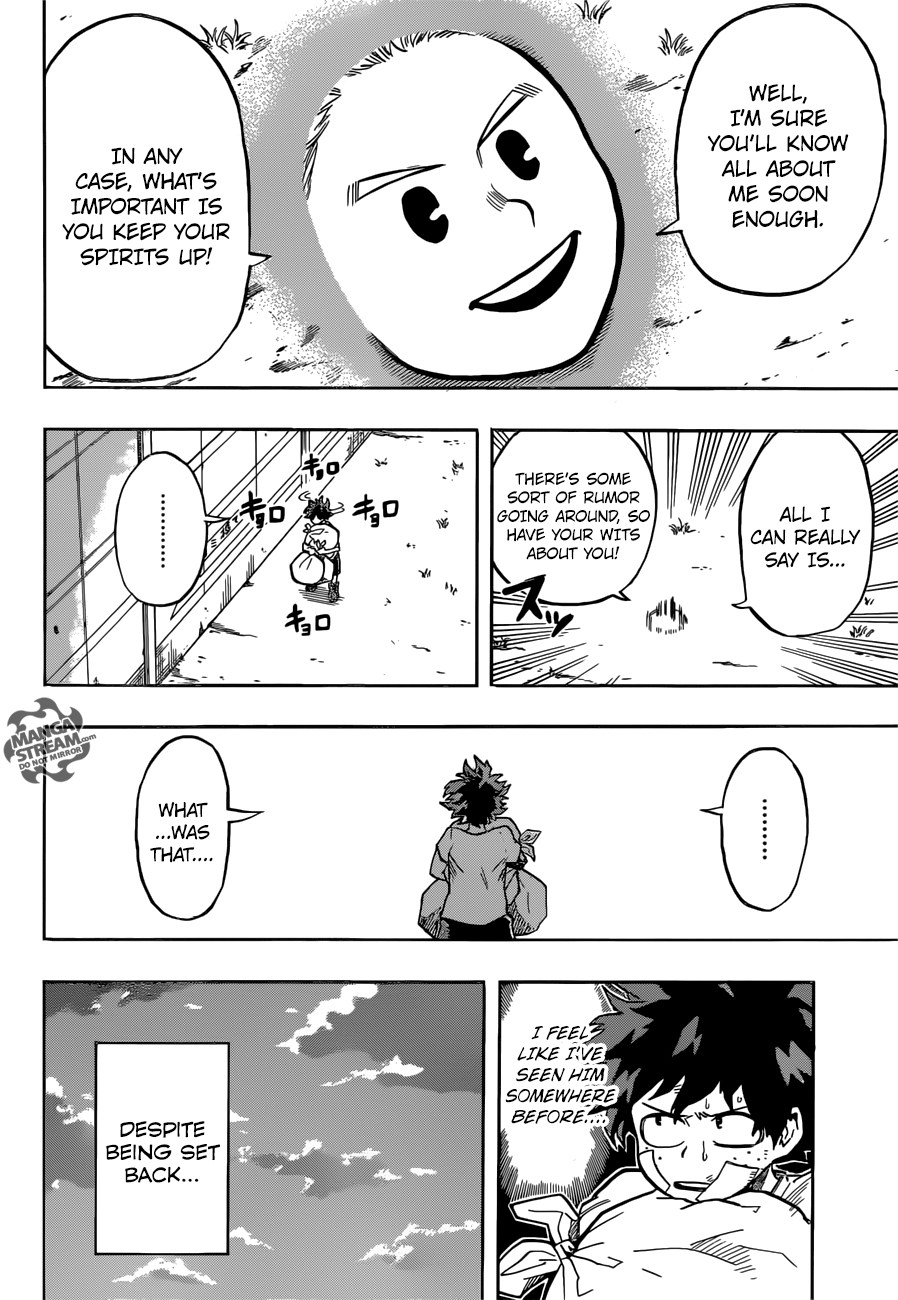 WELL,
I'M SURE
YOU'LL KNOW
ALL ABOUT
ME SOON
ENOUGH.
IN ANY
CASE, WHAT'S
IMPORTANT IS
YOU KEEP YOUR
SPIRITS UP!
ALL I
CAN REALLY
SAY IS...
THERE'S SOME
SORT OF RUMOR
GOING AROUND, SO
HAVE YOUR WITS
ABOUT YOU!
スッ
キョロ
キョロ
キョロ
キョロ
.........
.........
WHAT
...WAS
THAT....
MANGA
STREAM.com
DO NOT MIRROR
I FEEL
LIKE I'VE
SEEN HIM
SOMEWHERE
BEFORE....
DESPITE
BEING SET
BACK...